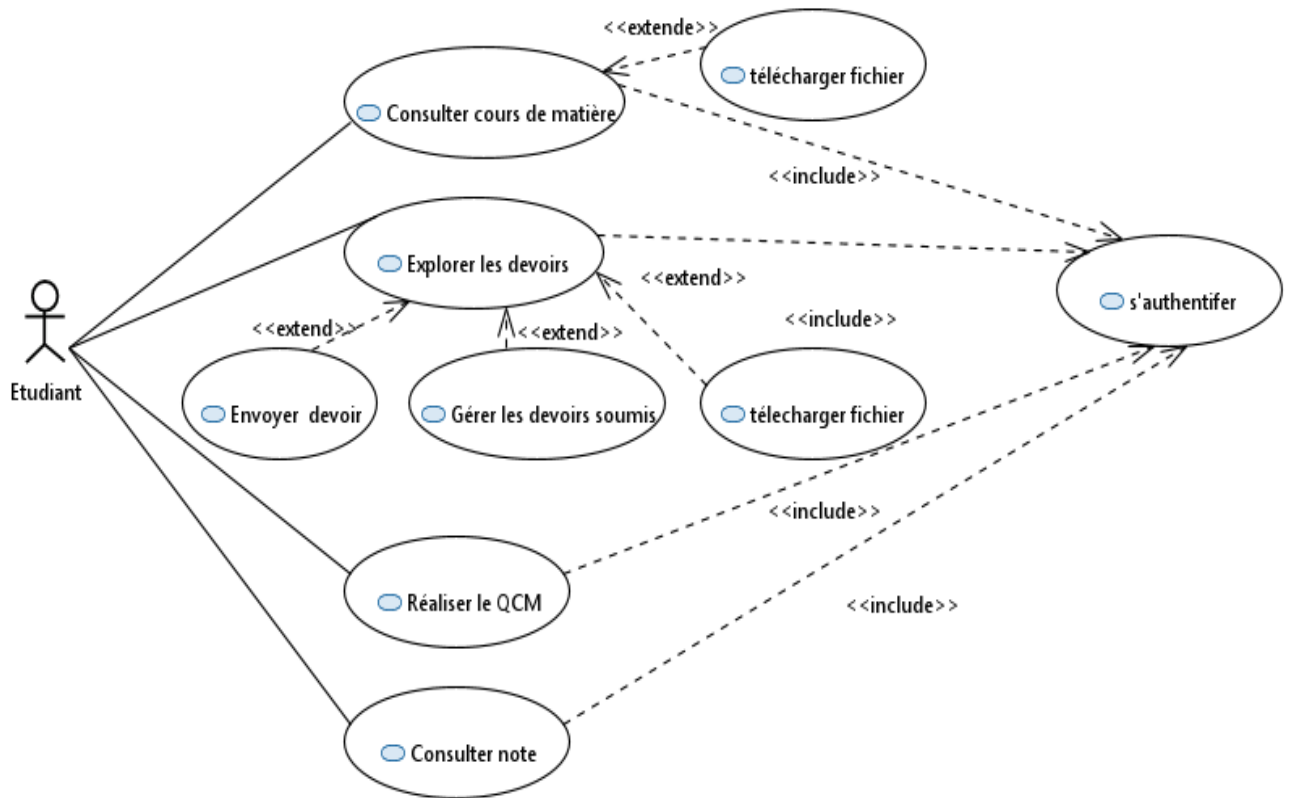 <<extende>>
télécharger fichier
Consulter cours de matière
<<include>>
Explorer les devoirs
<<extend>>
s'authentifer
<<include>>
<<extend>>
<<extend>>
Etudiant
Envoyer devoir
Gérer les devoirs soumis
télecharger fichier
<<include>>
Réaliser le QCM
<<include>>
Consulter note